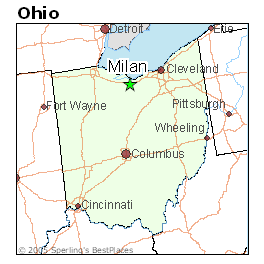 Ohio
Detroit
Erie
Milan
Cleveland
Fort Wayne
Pittsburgh
Wheeling
Columbus
Cincinnati
© 2005 Sperling's BestPlaces